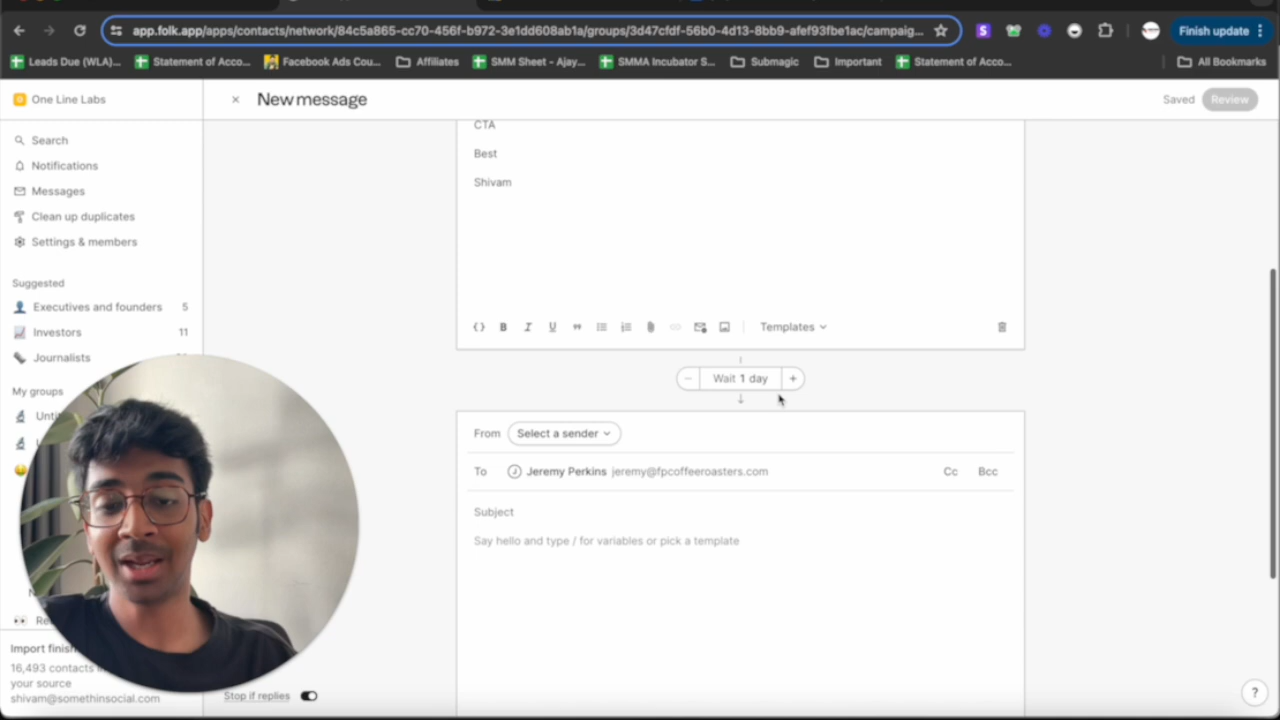 app.folk.app/apps/contacts/network/84c5a865-cc70-456f-b972-3e1dd608ab1a/groups/3d47cfdf-56b0-4d13-8bb9-afef93fbe1ac/campaig...
Finish update
Leads Due (WLA)... Statement of Acco... Facebook Ads Cou... Affiliates SMM Sheet - Ajay... SMMA Incubator S... Submagic Important Statement of Acco... All Bookmarks
One Line Labs
New message
Saved Review
Search
Notifications
Messages
Clean up duplicates
Settings & members
Suggested
Executives and founders 5
Investors 11
Journalists
My groups
Import finish
16,493 contacts
your source
shivam@somethinsocial.com
Stop if replies
CTA
Best
Shivam
Templates
Wait 1 day
From Select a sender
To Jeremy Perkins jeremy@fpcoffeeroasters.com Cc Bcc
Subject
Say hello and type / for variables or pick a template